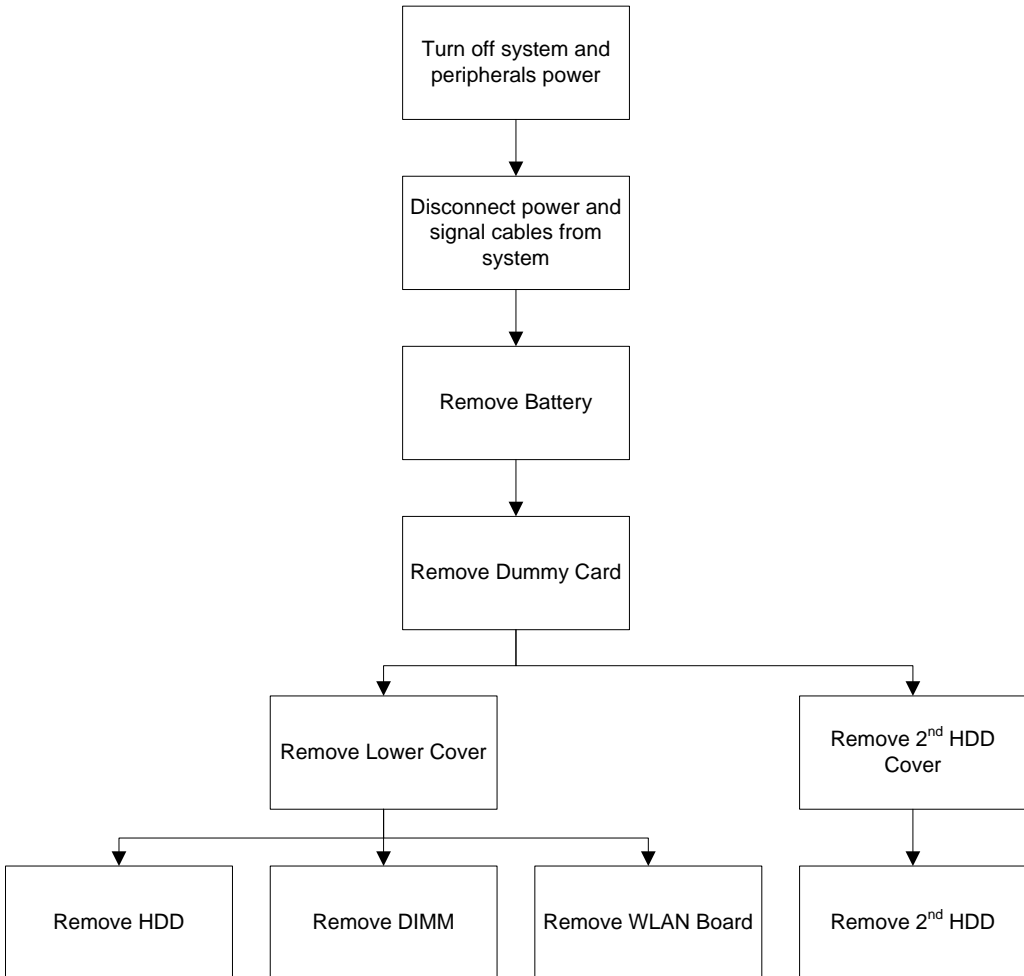 Turn off system and
peripherals power
Disconnect power and
signal cables from
system
Remove Battery
Remove Dummy Card
Remove Lower Cover
Remove 2nd HDD
Cover
Remove HDD
Remove DIMM
Remove WLAN Board
Remove 2nd HDD